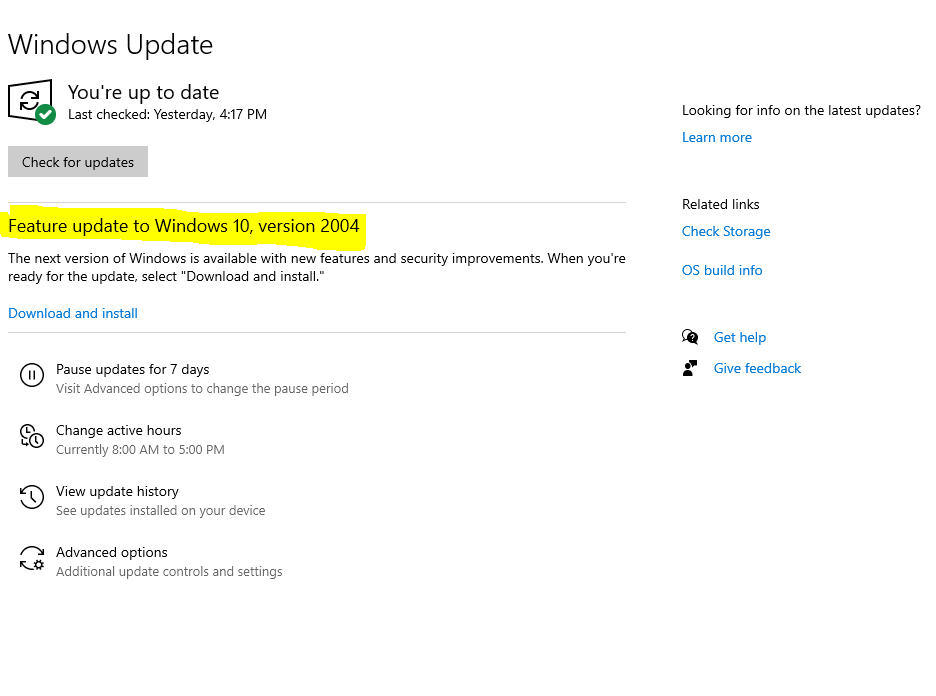 Windows Update
You're up to date
Last checked: Yesterday, 4:17 PM
Check for updates
Feature update to Windows 10, version 2004
The next version of Windows is available with new features and security improvements. When you're
ready for the update, select "Download and install."
Download and install
Pause updates for 7 days
Visit Advanced options to change the pause period
Change active hours
Currently 8:00 AM to 5:00 PM
View update history
See updates installed on your device
Advanced options
Additional update controls and settings
Looking for info on the latest updates?
Learn more
Related links
Check Storage
OS build info
Get help
Give feedback